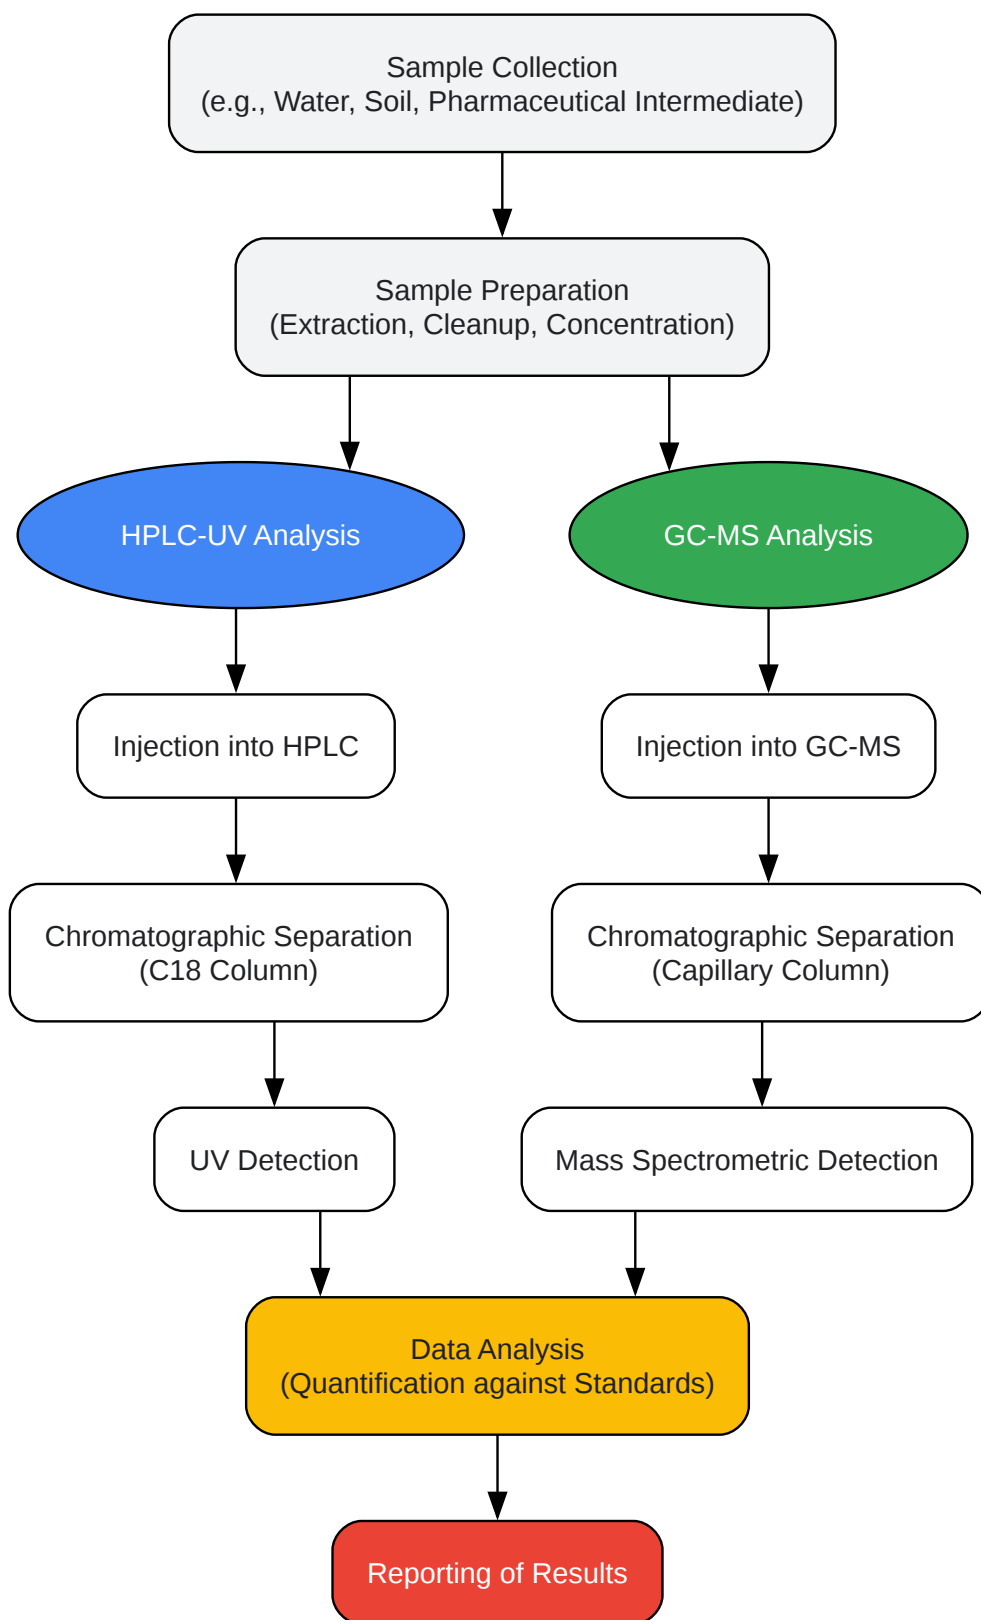 Sample Collection
(e.g., Water, Soil, Pharmaceutical Intermediate)
Sample Preparation
(Extraction, Cleanup, Concentration)
HPLC-UV Analysis
GC-MS Analysis
Injection into HPLC
Injection into GC-MS
Chromatographic Separation
(C18 Column)
Chromatographic Separation
(Capillary Column)
UV Detection
Mass Spectrometric Detection
Data Analysis
(Quantification against Standards)
Reporting of Results